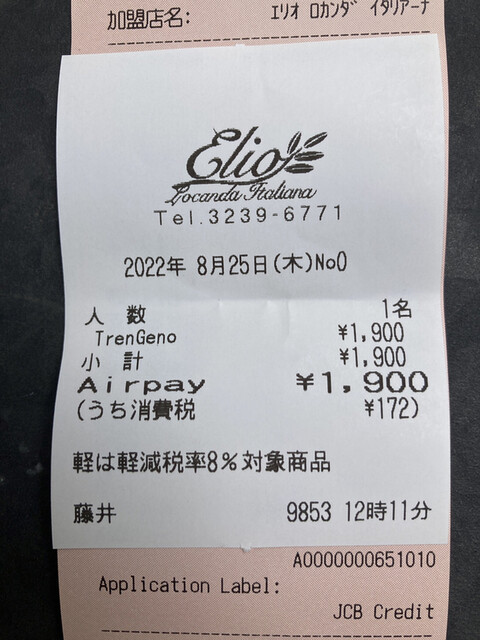 加盟店名: エリオ ロカンダ イタリアーナ
Elio
Locanda Italiana
Tel.3239-6771
2022年 8月25日(木)No0
人 数 1名
TrenGeno ¥1,900
小 計 ¥1,900
Airpay ¥1,900
(うち消費税 ¥172)
軽は軽減税率8%対象商品
藤井 9853 12時11分
A0000000651010
Application Label:
JCB Credit